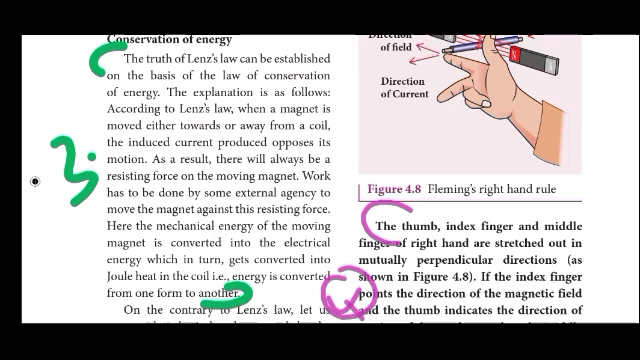 Conservation of energy
The truth of Lenz's law can be established
on the basis of the law of conservation
of energy. The explanation is as follows:
According to Lenz's law, when a magnet is
moved either towards or away from a coil,
the induced current produced opposes its
motion. As a result, there will always be a
resisting force on the moving magnet. Work
has to be done by some external agency to
move the magnet against this resisting force.
Here the mechanical energy of the moving
magnet is converted into the electrical
energy which in turn, gets converted into
Joule heat in the coil i.e., energy is converted
from one form to another.
On the contrary to Lenz's law, let us
Direction
of field
N
Direction
of Current
Figure 4.8 Fleming's right hand rule
The thumb, index finger and middle
finger of right hand are stretched out in
mutually perpendicular directions (as
shown in Figure 4.8). If the index finger
points the direction of the magnetic field
and the thumb indicates the direction of